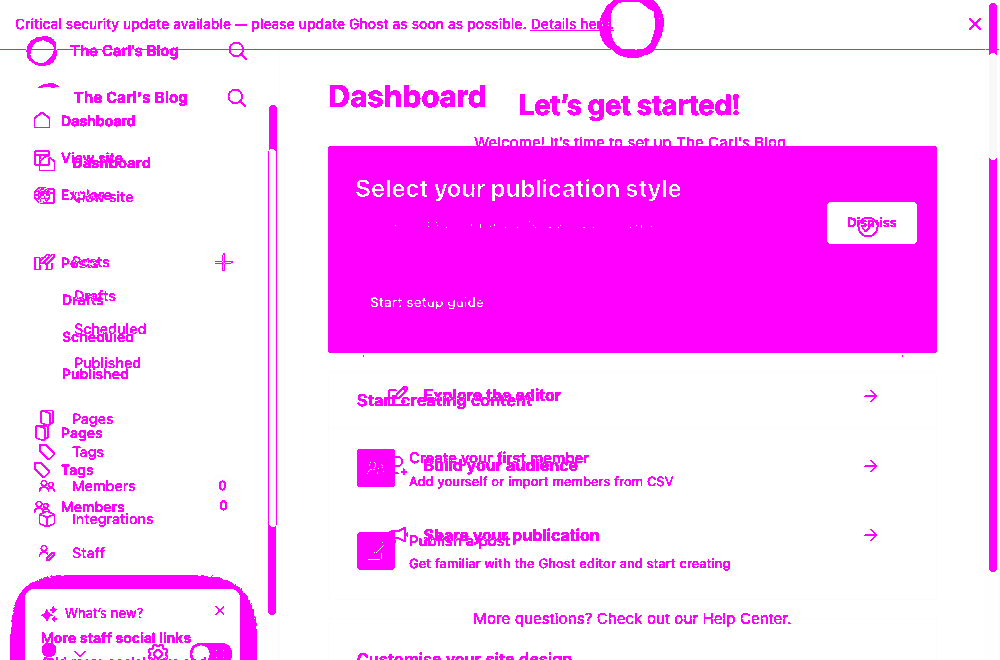 Critical security update available — please update Ghost as soon as possible. Details here
The Carl's Blog
The Carl's Blog
Dashboard
View site
Dashboard
Explore
View site
Posts
Posts
Drafts
Drafts
Scheduled
Scheduled
Published
Published
Pages
Pages
Tags
Tags
Members 0
Members 0
Integrations
Staff
What's new?
More staff social links
Dashboard
Let's get started!
Welcome! It's time to set up The Carl's Blog.
Select your publication style
Dismiss
Start setup guide
Explore the editor
Start creating content
Create your first member
Build your audience
Add yourself or import members from CSV
Share your publication
Publish a post
Get familiar with the Ghost editor and start creating
More questions? Check out our Help Center.
Customise your site design